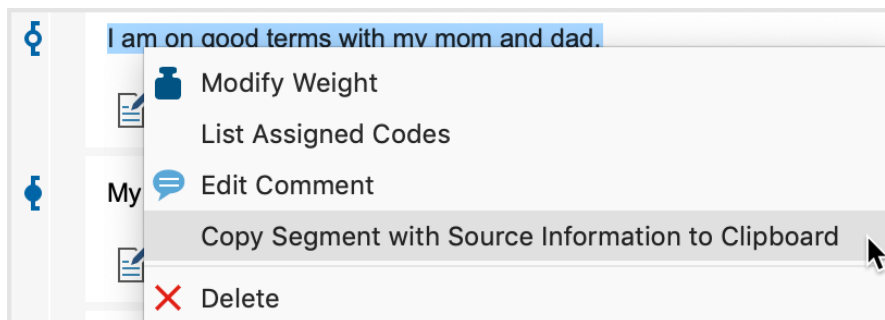 I am on good terms with my mom and dad.
Modify Weight
List Assigned Codes
My
Edit Comment
Copy Segment with Source Information to Clipboard
Delete